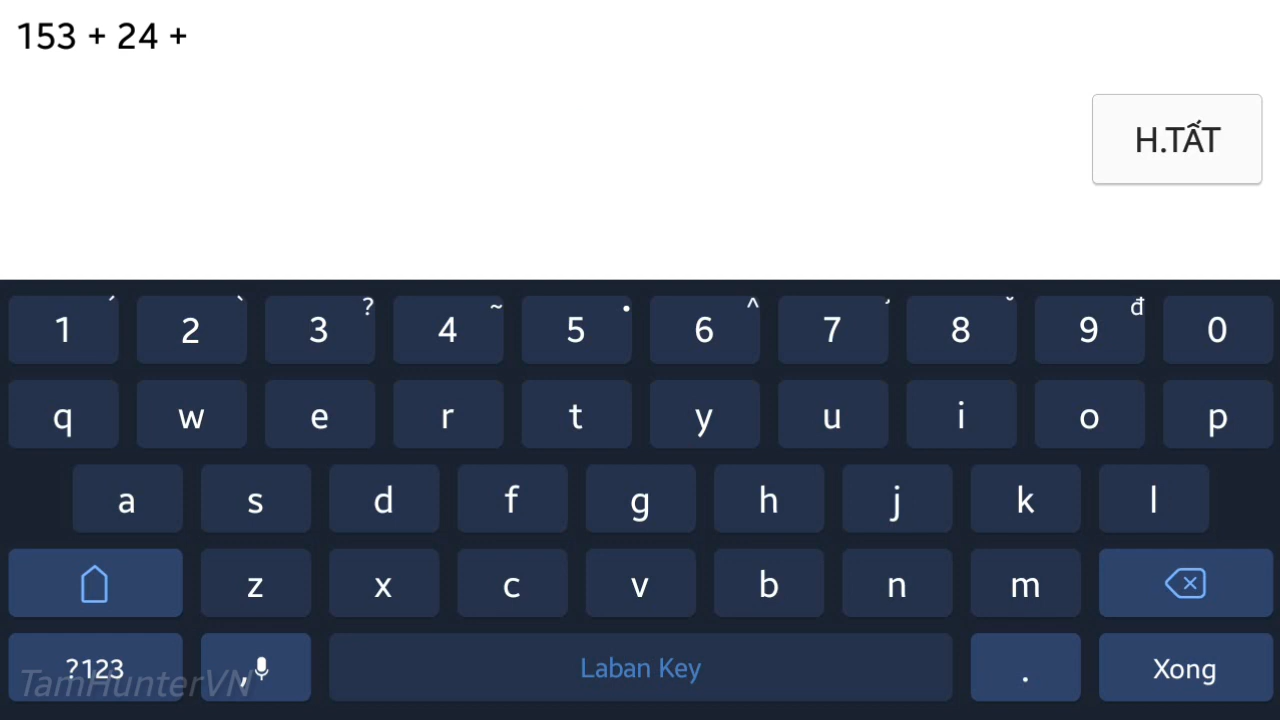 153 + 24 +
H.TẤT
1 ´ 2 ` 3 ? 4 ~ 5 • 6 ^ 7 ʼ 8 ˘ 9 đ 0
q w e r t y u i o p
a s d f g h j k l
z x c v b n m
?123 , Laban Key . Xong
TamHunterVN